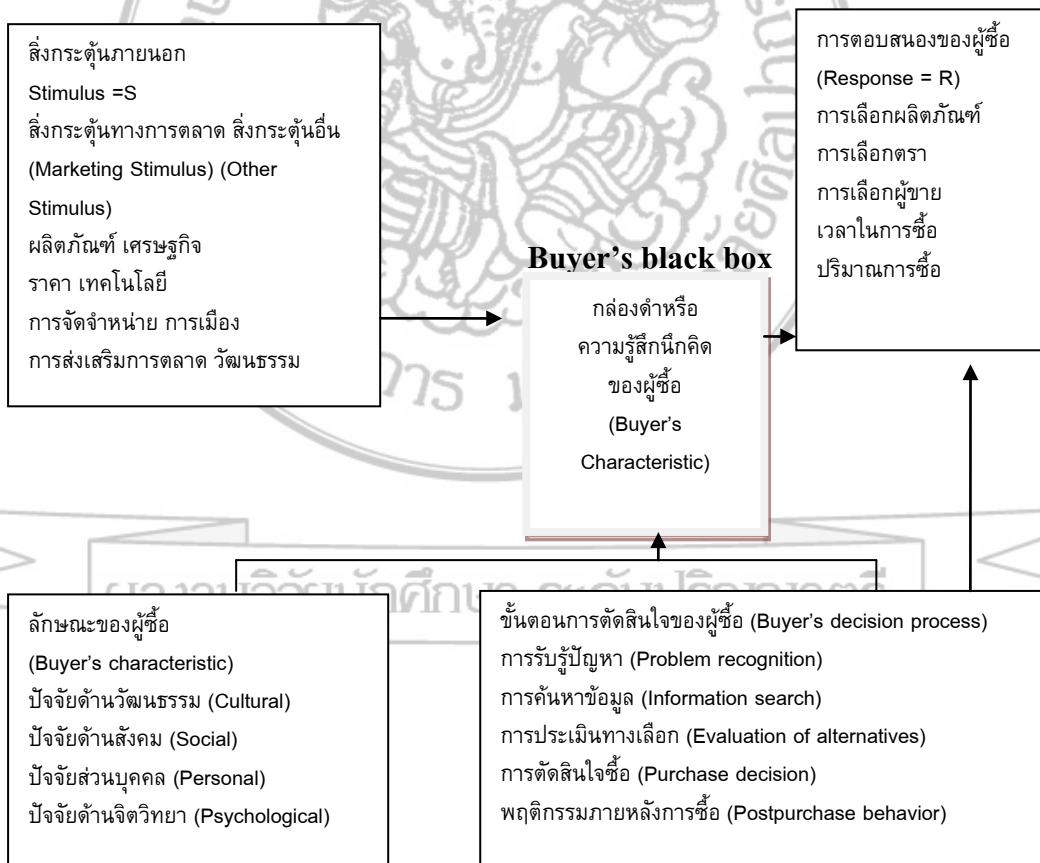 สิ่งกระตุ้นภายนอก
Stimulus =S
สิ่งกระตุ้นทางการตลาด สิ่งกระตุ้นอื่น
(Marketing Stimulus) (Other
Stimulus)
ผลิตภัณฑ์ เศรษฐกิจ
ราคา เทคโนโลยี
การจัดจำหน่าย การเมือง
การส่งเสริมการตลาด วัฒนธรรม
Buyer's black box
กล่องดำหรือ
ความรู้สึกนึกคิด
ของผู้ซื้อ
(Buyer's
Characteristic)
การตอบสนองของผู้ซื้อ
(Response = R)
การเลือกผลิตภัณฑ์
การเลือกตรา
การเลือกผู้ขาย
เวลาในการซื้อ
ปริมาณการซื้อ
ลักษณะของผู้ซื้อ
(Buyer's characteristic)
ปัจจัยด้านวัฒนธรรม (Cultural)
ปัจจัยด้านสังคม (Social)
ปัจจัยส่วนบุคคล (Personal)
ปัจจัยด้านจิตวิทยา (Psychological)
ขั้นตอนการตัดสินใจของผู้ซื้อ (Buyer's decision process)
การรับรู้ปัญหา (Problem recognition)
การค้นหาข้อมูล (Information search)
การประเมินทางเลือก (Evaluation of alternatives)
การตัดสินใจซื้อ (Purchase decision)
พฤติกรรมภายหลังการซื้อ (Postpurchase behavior)